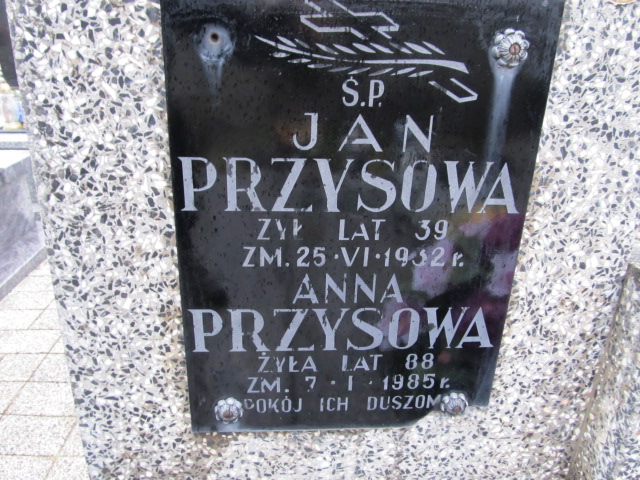 Ś.P.
JAN
PRZYSOWA
ŻYŁ LAT 39
ZM. 25·VI·1932 r.
ANNA
PRZYSOWA
ŻYŁA LAT 88
ZM. 7·I·1985 r.
POKÓJ ICH DUSZOM